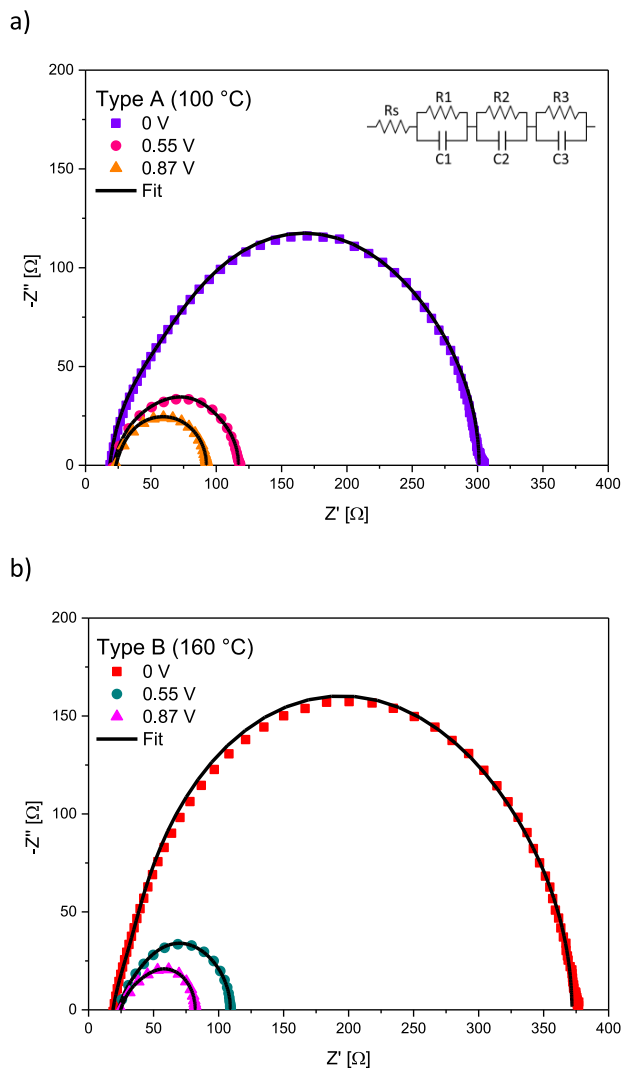 a)
Type A (100 °C)
0 V
0.55 V
0.87 V
Fit
Rs R1 R2 R3
C1 C2 C3
200
150
100
50
0
-Z'' [Ω]
0 50 100 150 200 250 300 350 400
Z' [Ω]
b)
Type B (160 °C)
0 V
0.55 V
0.87 V
Fit
200
150
100
50
0
-Z'' [Ω]
0 50 100 150 200 250 300 350 400
Z' [Ω]